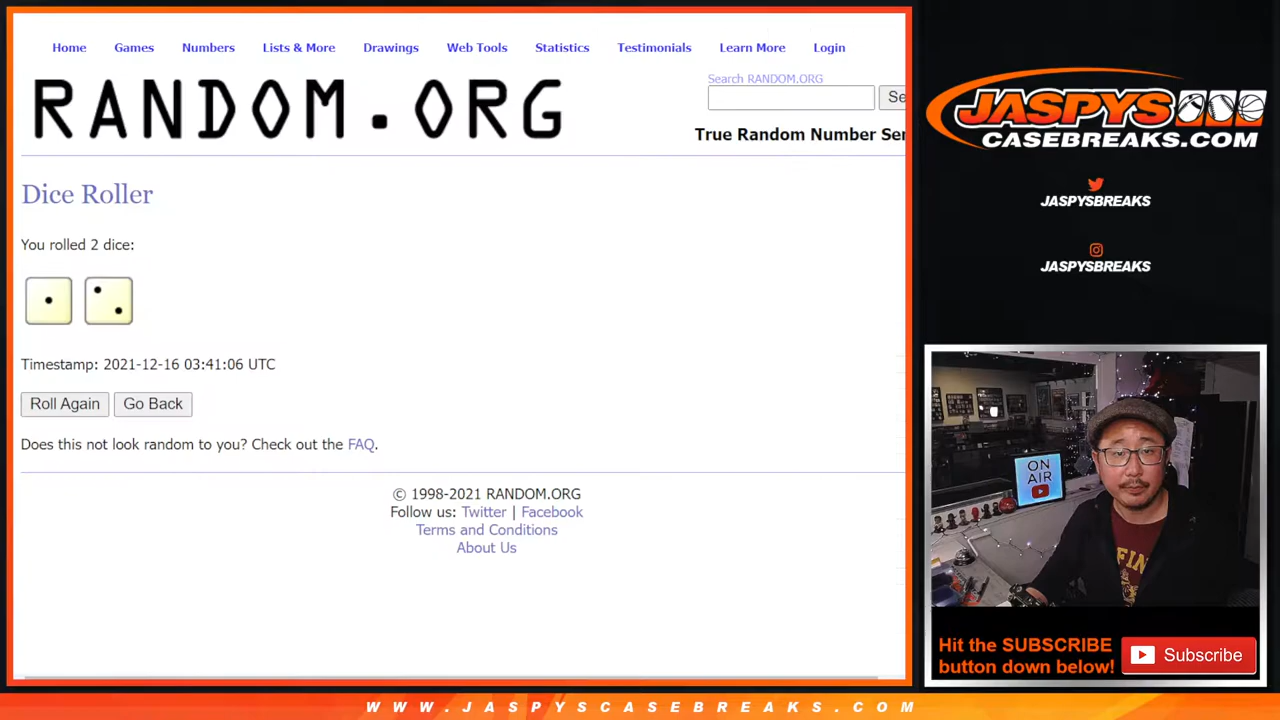 Home Games Numbers Lists & More Drawings Web Tools Statistics Testimonials Learn More Login
Search RANDOM.ORG
RANDOM.ORG
Se
True Random Number Ser
Dice Roller
You rolled 2 dice:
Timestamp: 2021-12-16 03:41:06 UTC
Roll Again Go Back
Does this not look random to you? Check out the FAQ.
© 1998-2021 RANDOM.ORG
Follow us: Twitter | Facebook
Terms and Conditions
About Us
JASPYS
CASEBREAKS.COM
JASPYSBREAKS
JASPYSBREAKS
ON
AIR
FIN
Hit the SUBSCRIBE
button down below!
Subscribe
WWW.JASPYSCASEBREAKS.COM